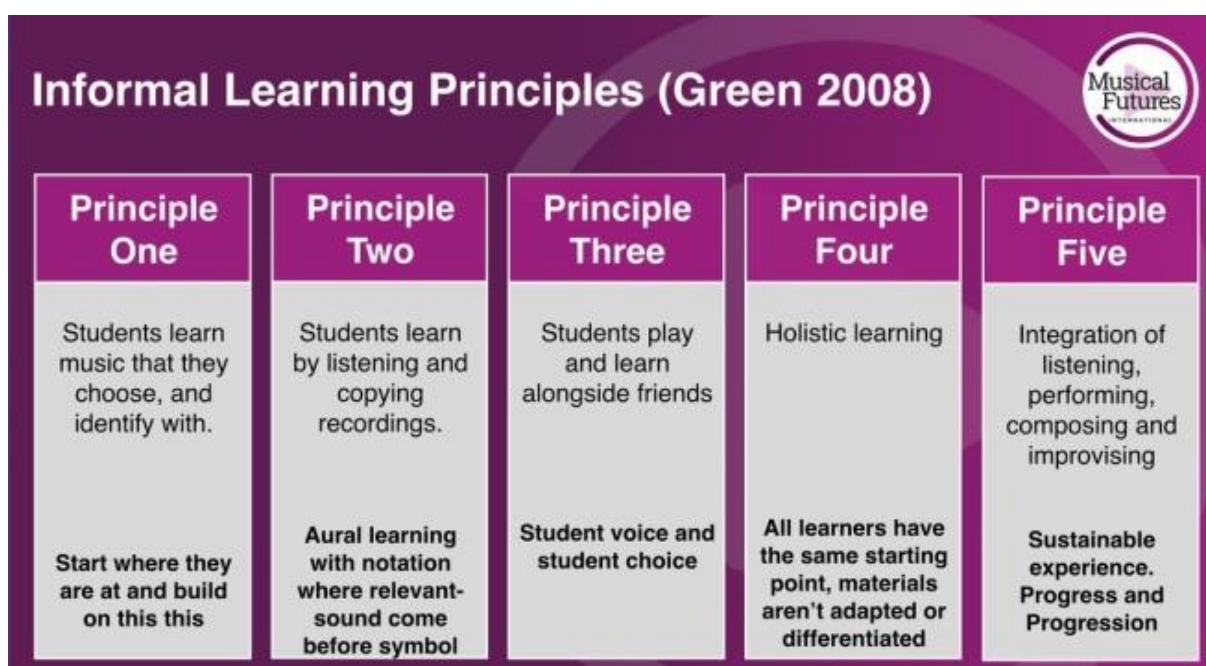 Informal Learning Principles (Green 2008)
Musical
Futures
INTERNATIONAL
Principle
One
Students learn
music that they
choose, and
identify with.
Start where they
are at and build
on this this
Principle
Two
Students learn
by listening and
copying
recordings.
Aural learning
with notation
where relevant-
sound come
before symbol
Principle
Three
Students play
and learn
alongside friends
Student voice and
student choice
Principle
Four
Holistic learning
All learners have
the same starting
point, materials
aren't adapted or
differentiated
Principle
Five
Integration of
listening,
performing,
composing and
improvising
Sustainable
experience.
Progress and
Progression